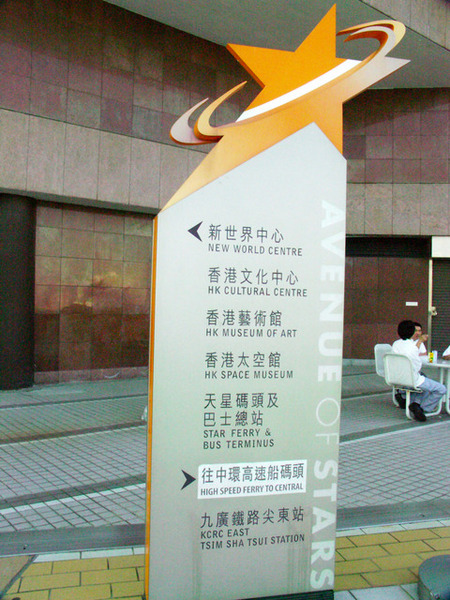 新世界中心
NEW WORLD CENTRE
香港文化中心
HK CULTURAL CENTRE
香港藝術館
HK MUSEUM OF ART
香港太空館
HK SPACE MUSEUM
天星碼頭及
巴士總站
STAR FERRY &
BUS TERMINUS
往中環高速船碼頭
HIGH SPEED FERRY TO CENTRAL
九廣鐵路尖東站
KCRC EAST
TSIM SHA TSUI STATION
AVENUE OF STARS